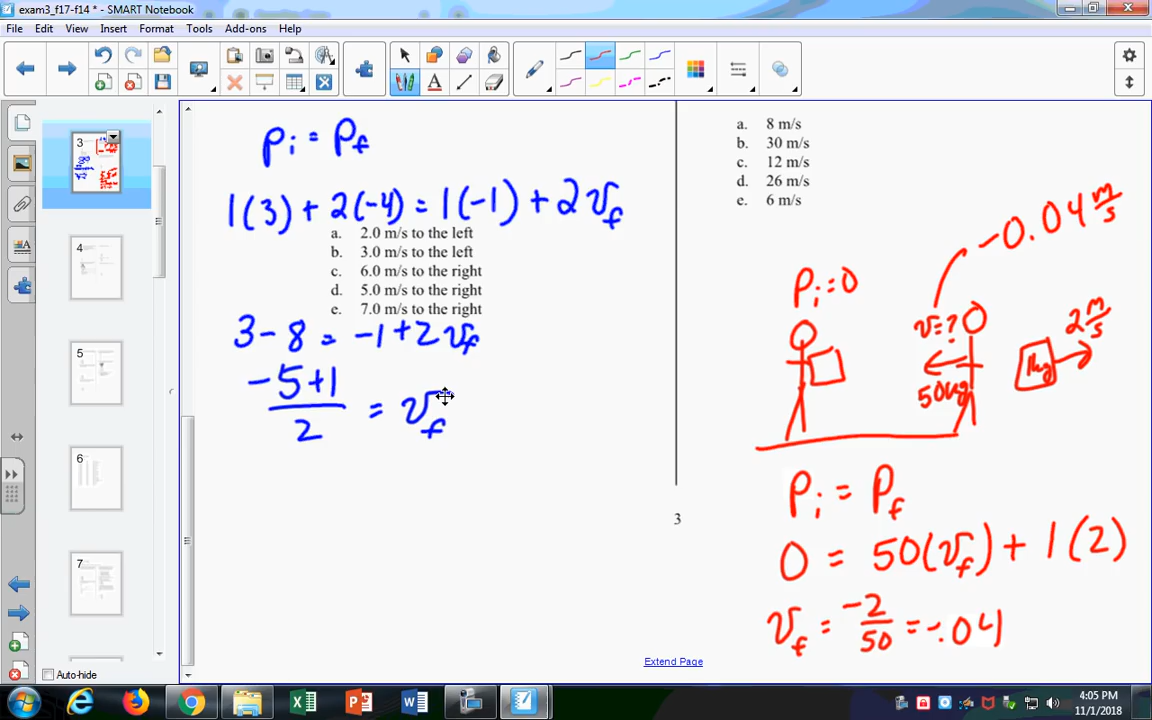 exam3_f17-f14 * - SMART Notebook
File Edit View Insert Format Tools Add-ons Help
3
4
5
6
7
Auto-hide
Pi = Pf
1(3) + 2(-4) = 1(-1) + 2vf
a. 2.0 m/s to the left
b. 3.0 m/s to the left
c. 6.0 m/s to the right
d. 5.0 m/s to the right
e. 7.0 m/s to the right
3-8 = -1+2vf
-5+1
2
= vf
a. 8 m/s
b. 30 m/s
c. 12 m/s
d. 26 m/s
e. 6 m/s
-0.04 m/s
Pi = 0
v=?
2 m/s
1kg
50kg
Pi = Pf
0 = 50(vf) + 1(2)
vf = -2/50 = -.04
3
Extend Page
4:05 PM
11/1/2018